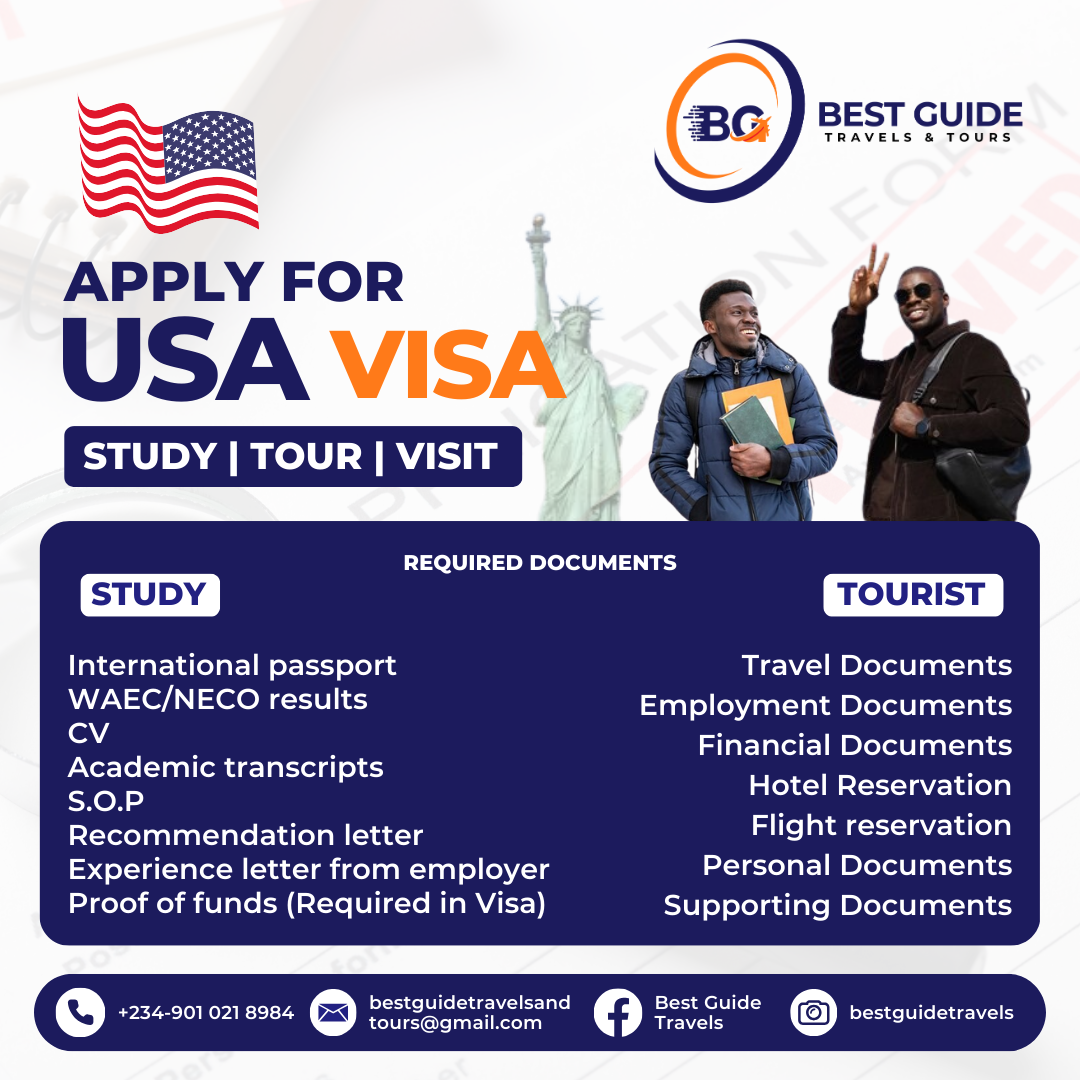 BG
BEST GUIDE
TRAVELS & TOURS
APPLY FOR
USA VISA
STUDY | TOUR | VISIT
REQUIRED DOCUMENTS
STUDY
International passport
WAEC/NECO results
CV
Academic transcripts
S.O.P
Recommendation letter
Experience letter from employer
Proof of funds (Required in Visa)
TOURIST
Travel Documents
Employment Documents
Financial Documents
Hotel Reservation
Flight reservation
Personal Documents
Supporting Documents
+234-901 021 8984
bestguidetravelsand
tours@gmail.com
Best Guide
Travels
bestguidetravels